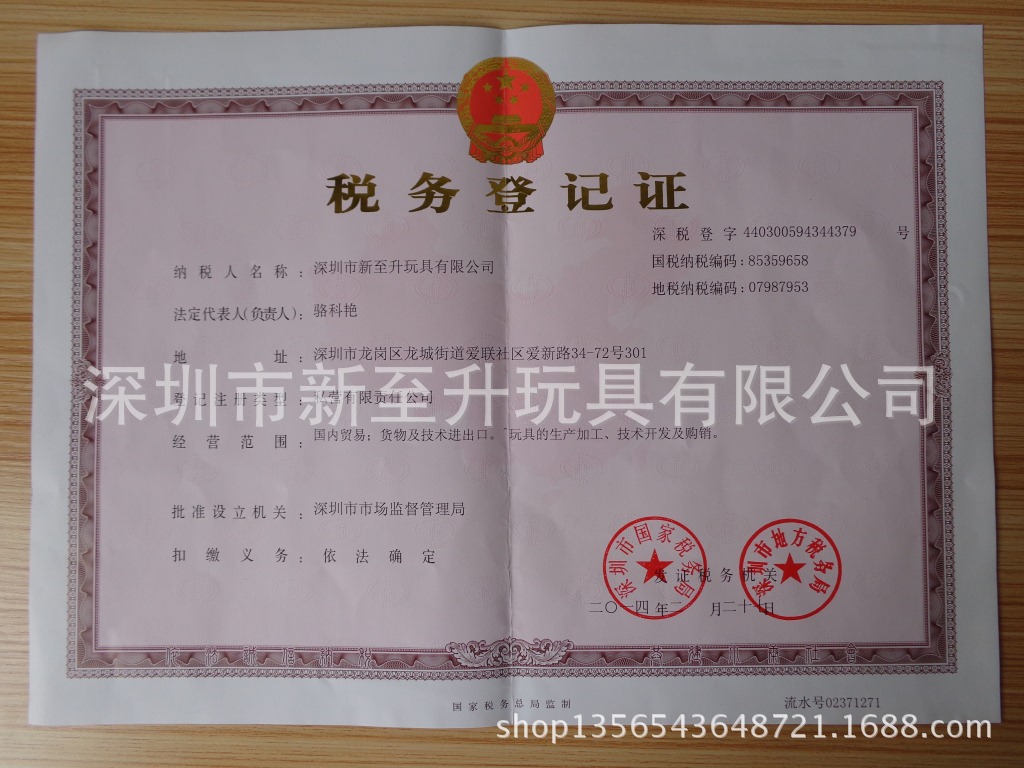 税务登记证
深税登字440300594344379号
国税纳税编码:85359658
地税纳税编码:07987953
纳税人名称:深圳市新至升玩具有限公司
法定代表人(负责人):骆科艳
地址:深圳市龙岗区龙城街道爱联社区爱新路34-72号301
深圳市新至升玩具有限公司
登记注册类型:私营有限责任公司
经营范围:国内贸易;货物及技术进出口。玩具的生产加工、技术开发及购销。
批准设立机关:深圳市市场监督管理局
扣缴义务:依法确定
深圳市国家税务局
深圳市地方税务局
发证税务机关
二〇一四年二月二十日
国家税务总局监制
流水号02371271
shop1356543648721.1688.com